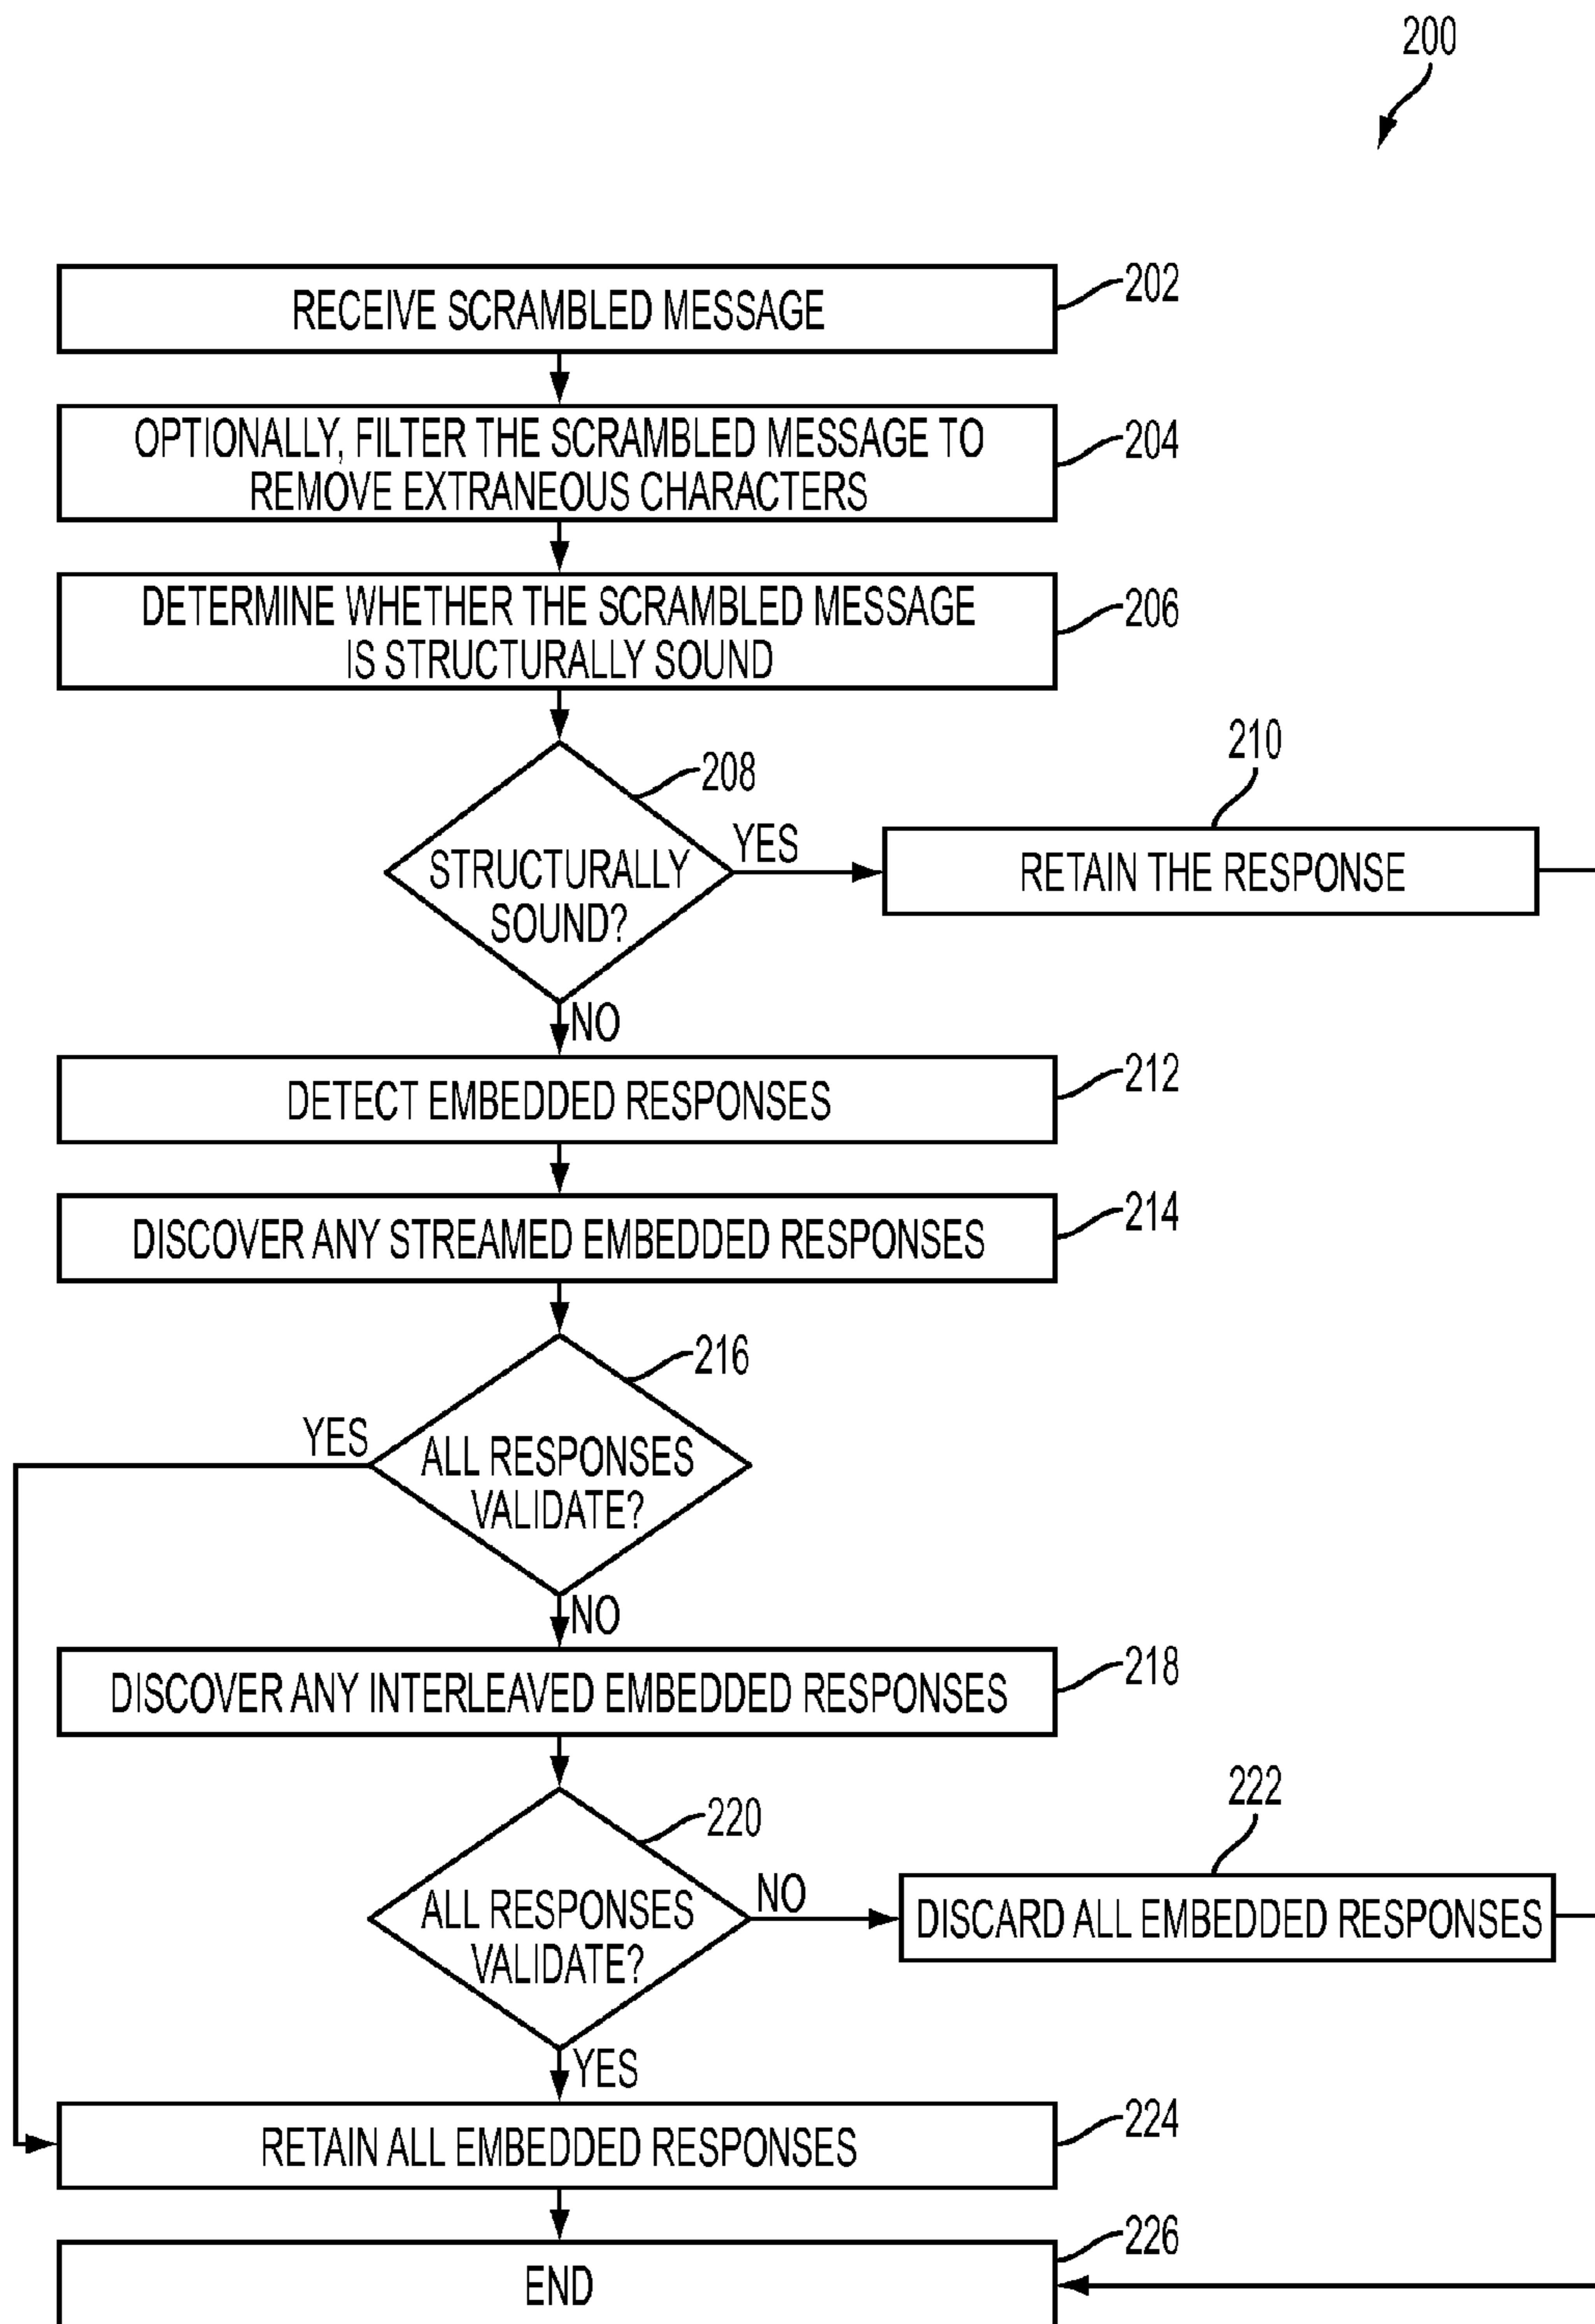 200
RECEIVE SCRAMBLED MESSAGE
202
OPTIONALLY, FILTER THE SCRAMBLED MESSAGE TO
REMOVE EXTRANEOUS CHARACTERS
204
DETERMINE WHETHER THE SCRAMBLED MESSAGE
IS STRUCTURALLY SOUND
206
208
STRUCTURALLY
SOUND?
YES
210
RETAIN THE RESPONSE
NO
DETECT EMBEDDED RESPONSES
212
DISCOVER ANY STREAMED EMBEDDED RESPONSES
214
216
YES
ALL RESPONSES
VALIDATE?
NO
DISCOVER ANY INTERLEAVED EMBEDDED RESPONSES
218
220
ALL RESPONSES
VALIDATE?
NO
222
DISCARD ALL EMBEDDED RESPONSES
YES
RETAIN ALL EMBEDDED RESPONSES
224
END
226